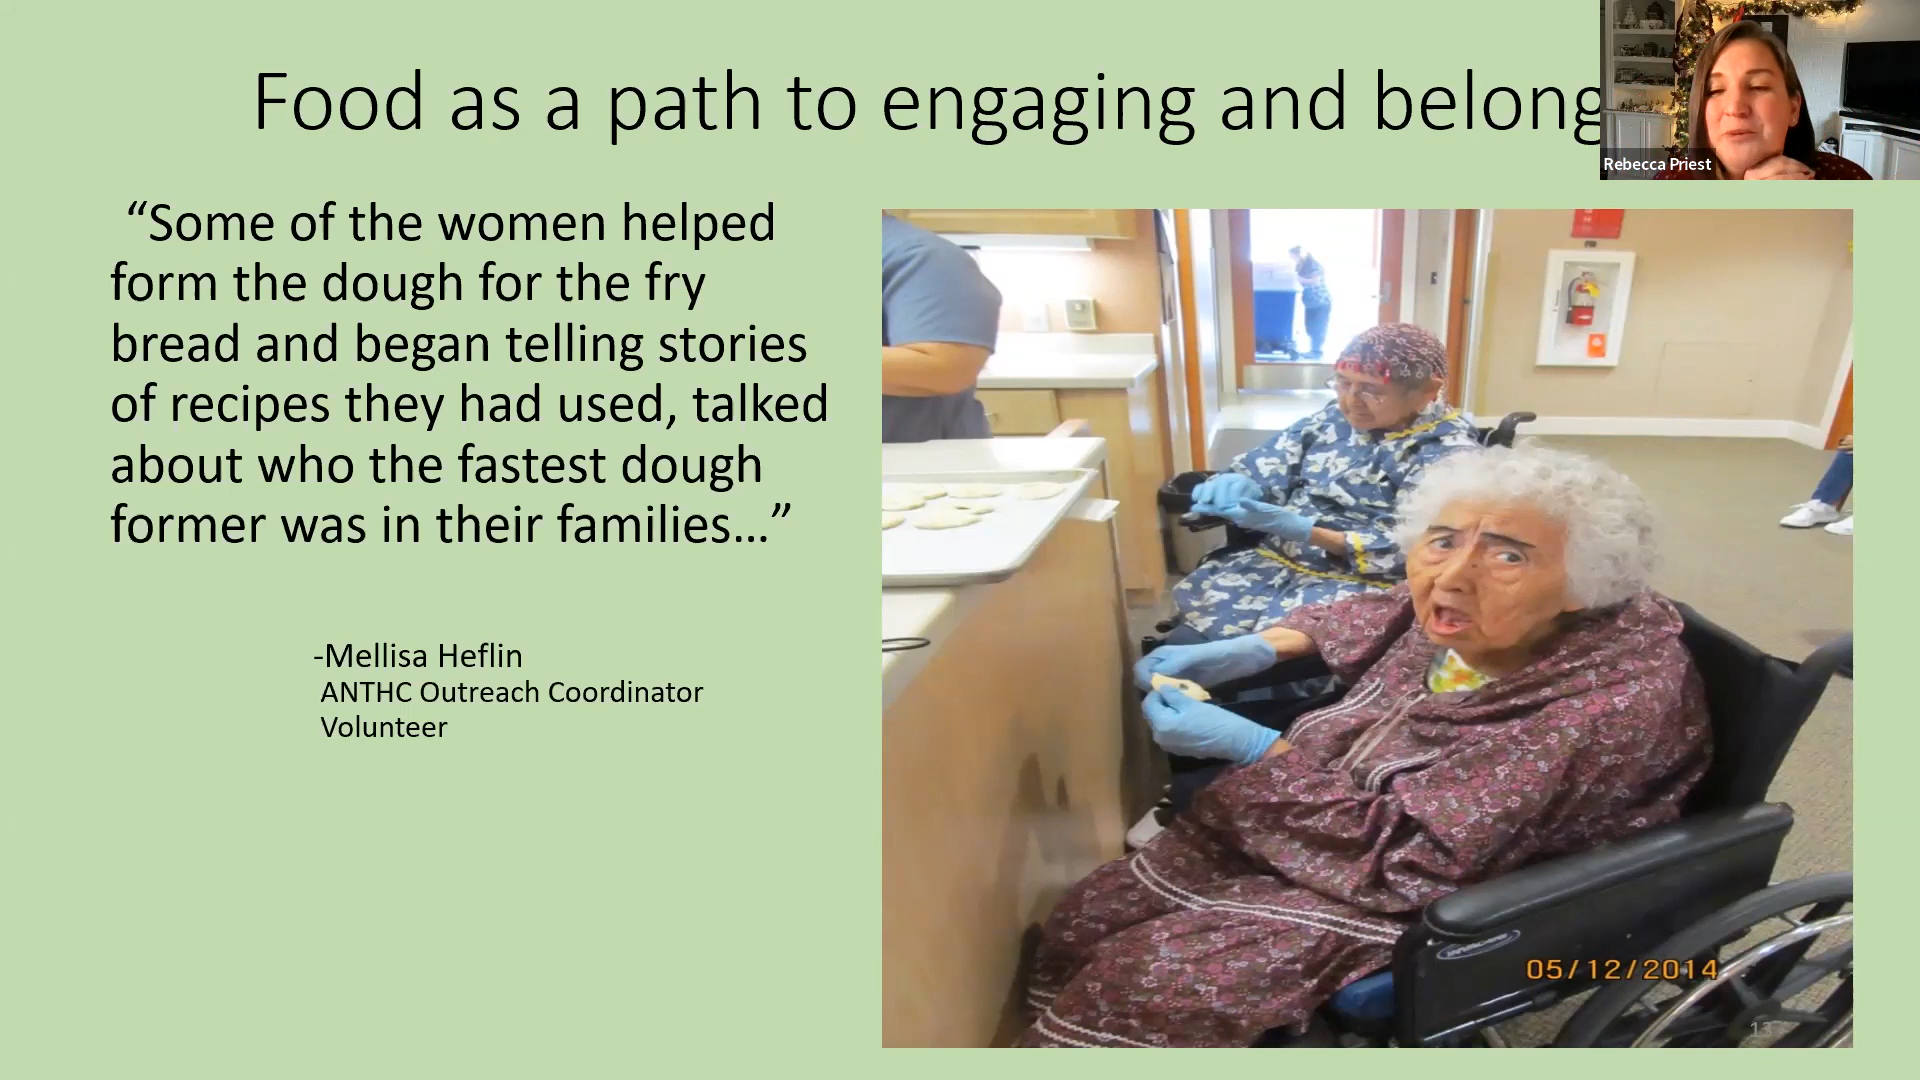 Food as a path to engaging and belong
Rebecca Priest
“Some of the women helped
form the dough for the fry
bread and began telling stories
of recipes they had used, talked
about who the fastest dough
former was in their families…”
-Mellisa Heflin
ANTHC Outreach Coordinator
Volunteer
05/12/2014
13